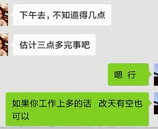 下午去，不知道得几点
估计三点多完事吧
嗯 行
如果你工作上多的话 改天有空也
可以